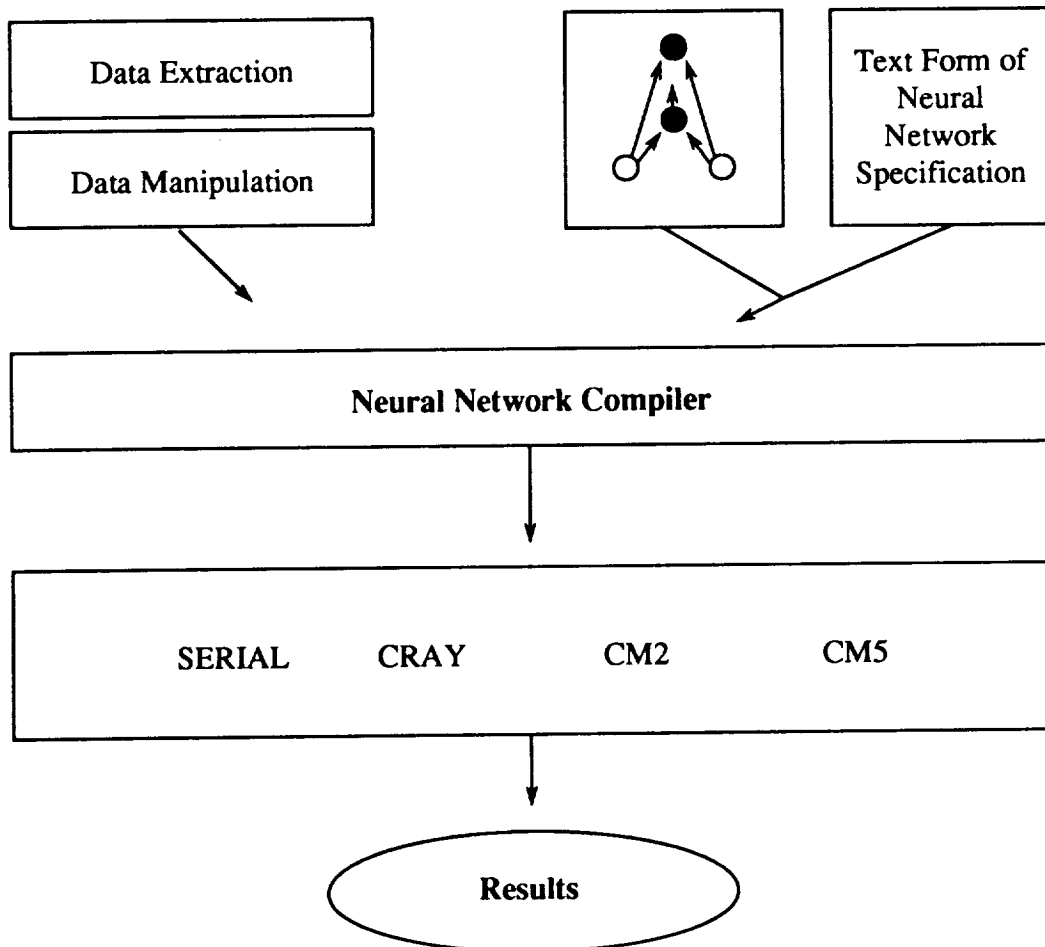 Data Extraction
Data Manipulation
Text Form of
Neural
Network
Specification
Neural Network Compiler
SERIAL CRAY CM2 CM5
Results